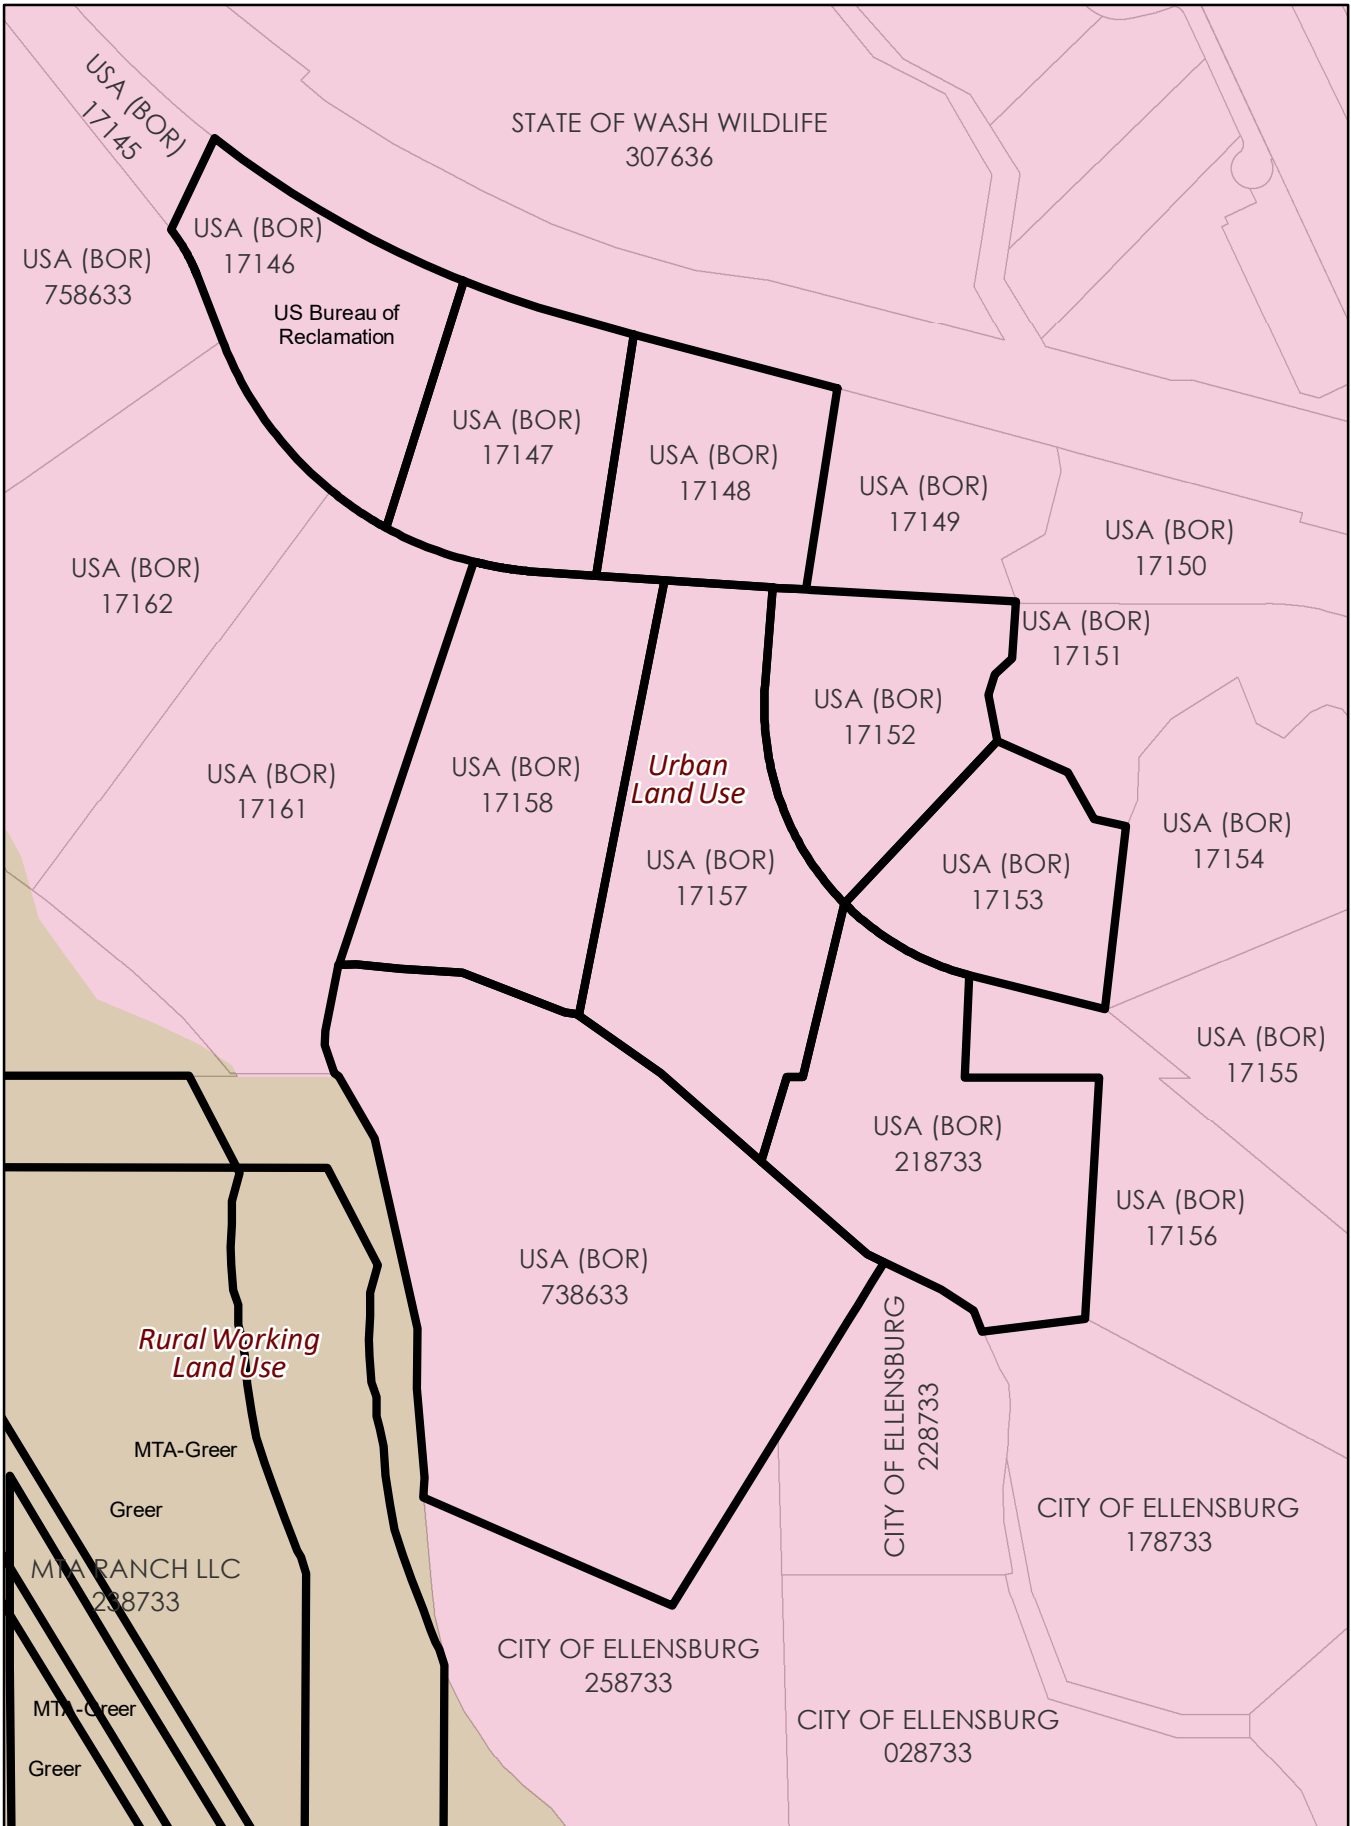 USA (BOR)
17145
STATE OF WASH WILDLIFE
307636
USA (BOR)
17146
USA (BOR)
758633
US Bureau of
Reclamation
USA (BOR)
17147
USA (BOR)
17148
USA (BOR)
17149
USA (BOR)
17150
USA (BOR)
17162
USA (BOR)
17151
USA (BOR)
17152
USA (BOR)
17161
USA (BOR)
17158
Urban
Land Use
USA (BOR)
17157
USA (BOR)
17153
USA (BOR)
17154
USA (BOR)
17155
USA (BOR)
218733
USA (BOR)
17156
USA (BOR)
738633
Rural Working
Land Use
CITY OF ELLENSBURG
228733
MTA-Greer
Greer
CITY OF ELLENSBURG
178733
MTA RANCH LLC
238733
CITY OF ELLENSBURG
258733
MTA-Greer
Greer
CITY OF ELLENSBURG
028733